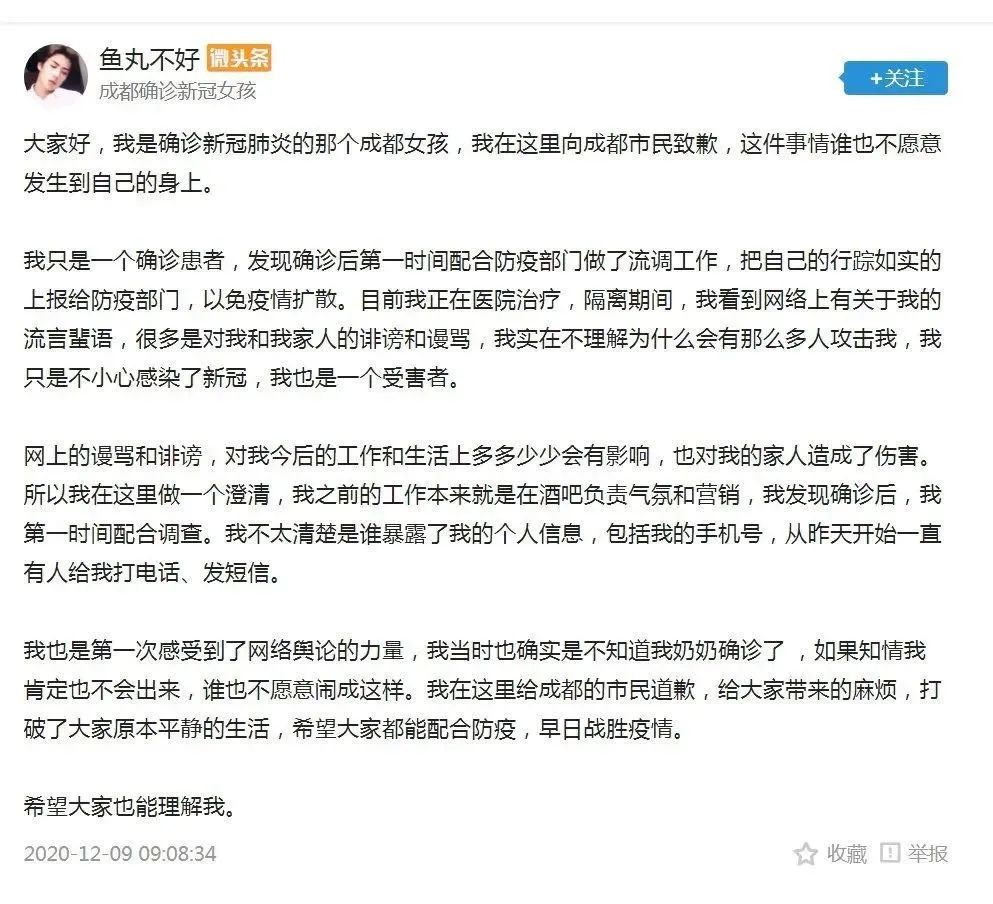 鱼丸不好 微头条
成都确诊新冠女孩
+关注
大家好，我是确诊新冠肺炎的那个成都女孩，我在这里向成都市民致歉，这件事情谁也不愿意
发生到自己的身上。
我只是一个确诊患者，发现确诊后第一时间配合防疫部门做了流调工作，把自己的行踪如实的
上报给防疫部门，以免疫情扩散。目前我正在医院治疗，隔离期间，我看到网络上有关于我的
流言蜚语，很多是对我和我家人的诽谤和谩骂，我实在不理解为什么会有那么多人攻击我，我
只是不小心感染了新冠，我也是一个受害者。
网上的谩骂和诽谤，对我今后的工作和生活上多多少少会有影响，也对我的家人造成了伤害。
所以我在这里做一个澄清，我之前的工作本来就是在酒吧负责气氛和营销，我发现确诊后，我
第一时间配合调查。我不太清楚是谁暴露了我的个人信息，包括我的手机号，从昨天开始一直
有人给我打电话、发短信。
我也是第一次感受到了网络舆论的力量，我当时也确实是不知道我奶奶确诊了 ，如果知情我
肯定也不会出来，谁也不愿意闹成这样。我在这里给成都的市民道歉，给大家带来的麻烦，打
破了大家原本平静的生活，希望大家都能配合防疫，早日战胜疫情。
希望大家也能理解我。
2020-12-09 09:08:34
收藏 举报